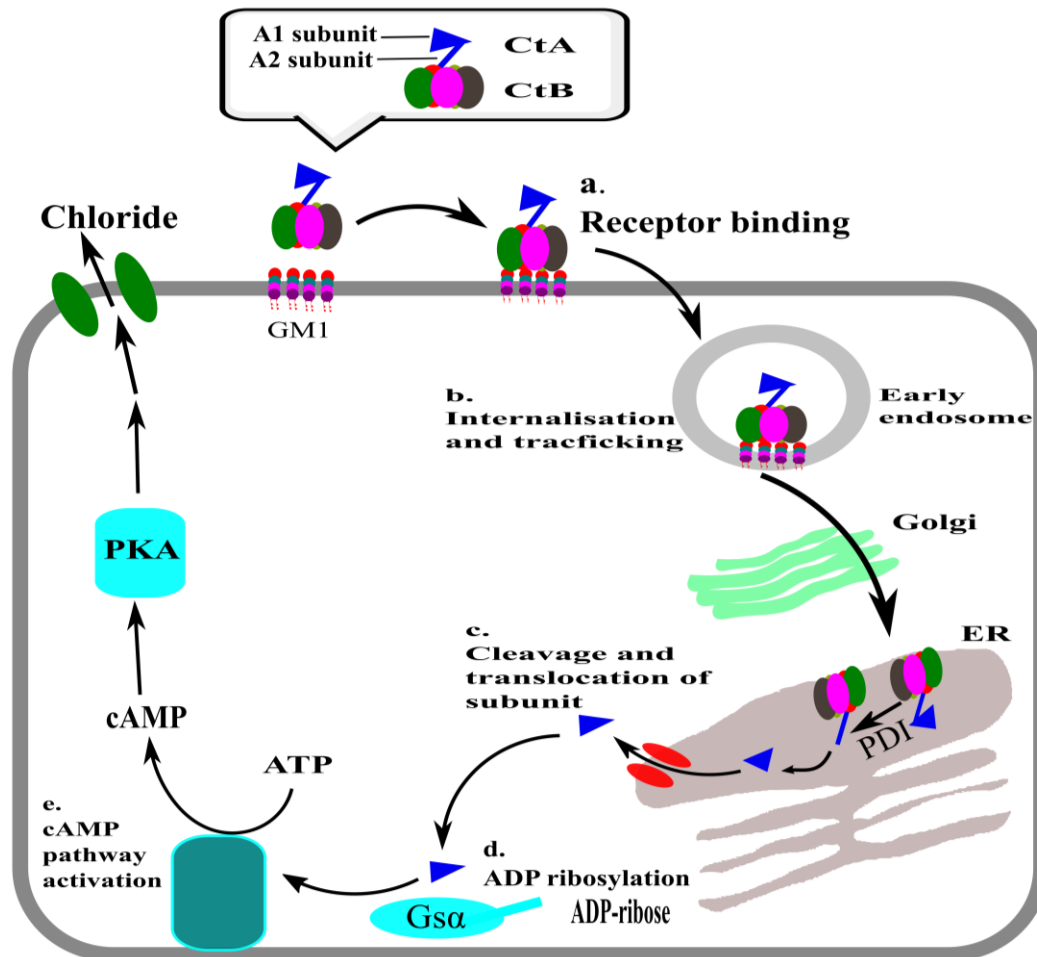 A1 subunit
A2 subunit
CtA
CtB
Chloride
a.
Receptor binding
GM1
b.
Internalisation
and tracficking
Early
endosome
Golgi
ER
PDI
c.
Cleavage and
translocation of
subunit
PKA
cAMP
ATP
e.
cAMP
pathway
activation
d.
ADP ribosylation
ADP-ribose
Gsα